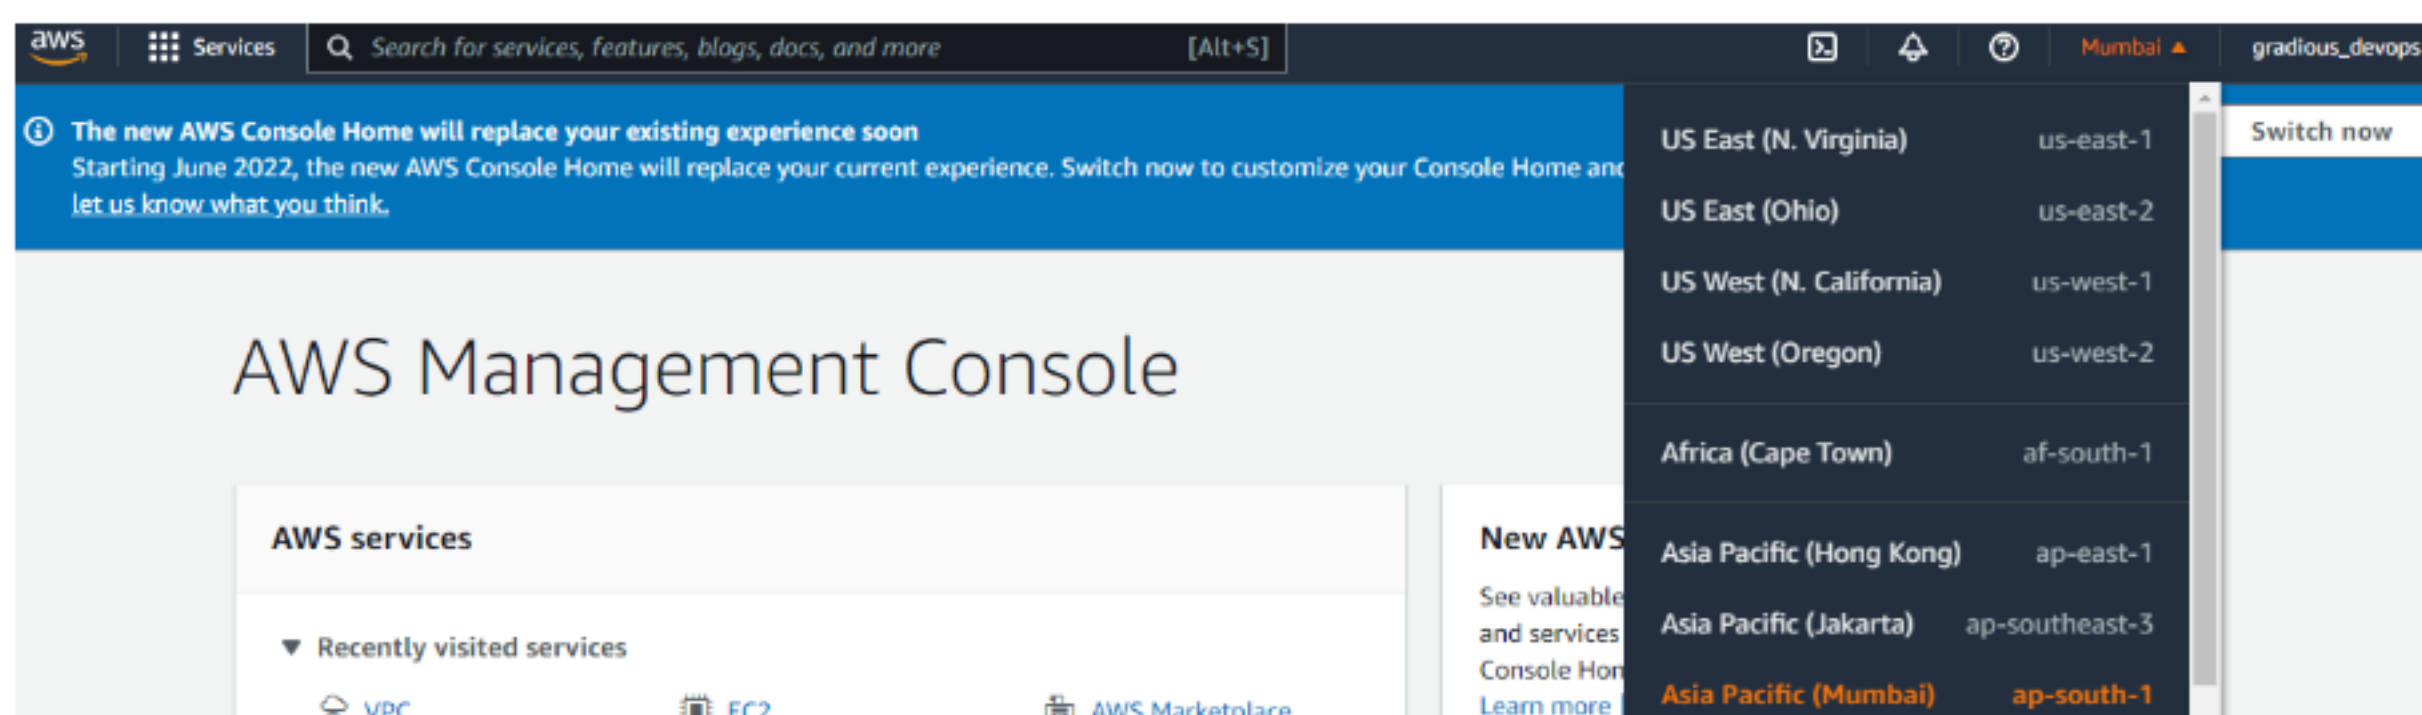 aws Services Search for services, features, blogs, docs, and more [Alt+S] Mumbai gradious_devops
The new AWS Console Home will replace your existing experience soon
Starting June 2022, the new AWS Console Home will replace your current experience. Switch now to customize your Console Home and
let us know what you think.
Switch now
US East (N. Virginia) us-east-1
US East (Ohio) us-east-2
US West (N. California) us-west-1
US West (Oregon) us-west-2
Africa (Cape Town) af-south-1
Asia Pacific (Hong Kong) ap-east-1
Asia Pacific (Jakarta) ap-southeast-3
Asia Pacific (Mumbai) ap-south-1
AWS Management Console
AWS services
Recently visited services
VPC EC2 AWS Marketplace
New AWS
See valuable
and services
Console Hom
Learn more